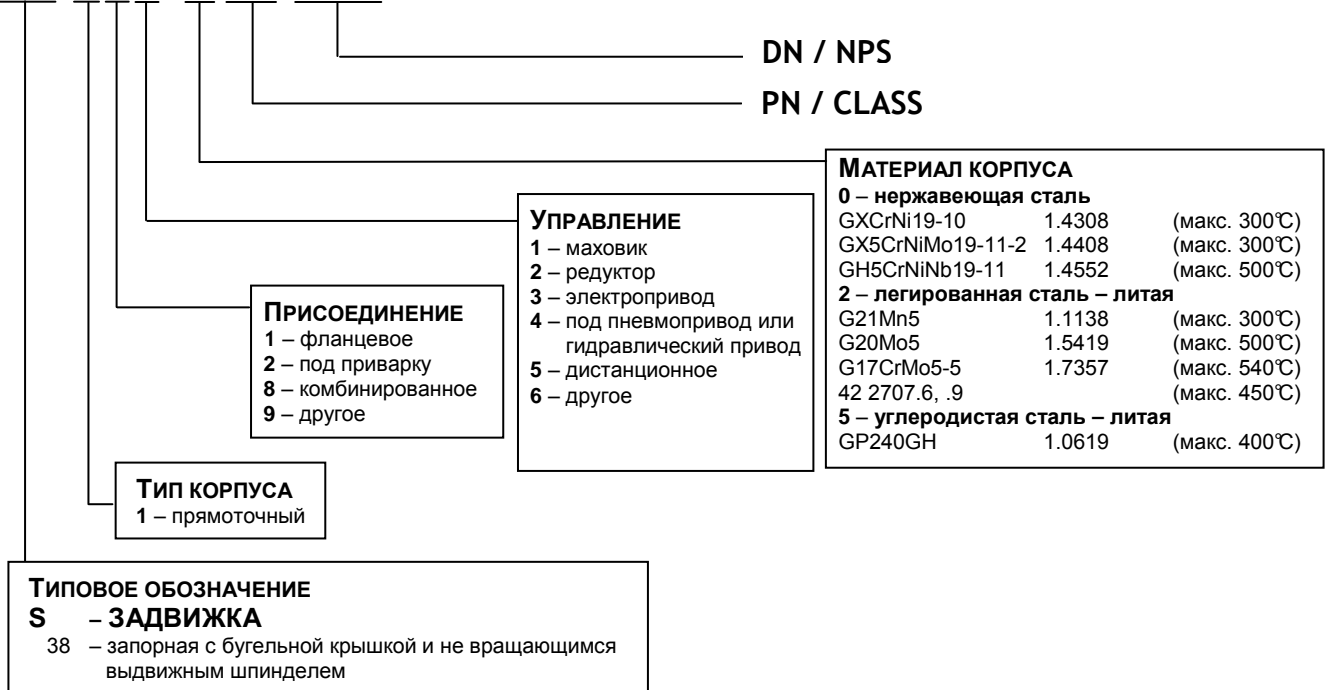 DN / NPS
PN / CLASS
МАТЕРИАЛ КОРПУСА
0 – нержавеющая сталь
GXCrNi19-10 1.4308 (макс. 300°C)
GX5CrNiMo19-11-2 1.4408 (макс. 300°C)
GH5CrNiNb19-11 1.4552 (макс. 500°C)
2 – легированная сталь – литая
G21Mn5 1.1138 (макс. 300°C)
G20Mo5 1.5419 (макс. 500°C)
G17CrMo5-5 1.7357 (макс. 540°C)
42 2707.6, .9 (макс. 450°C)
5 – углеродистая сталь – литая
GP240GH 1.0619 (макс. 400°C)
УПРАВЛЕНИЕ
1 – маховик
2 – редуктор
3 – электропривод
4 – под пневмопривод или
гидравлический привод
5 – дистанционное
6 – другое
ПРИСОЕДИНЕНИЕ
1 – фланцевое
2 – под приварку
8 – комбинированное
9 – другое
ТИП КОРПУСА
1 – прямоточный
ТИПОВОЕ ОБОЗНАЧЕНИЕ
S – ЗАДВИЖКА
38 – запорная с бугельной крышкой и не вращающимся
выдвижным шпинделем